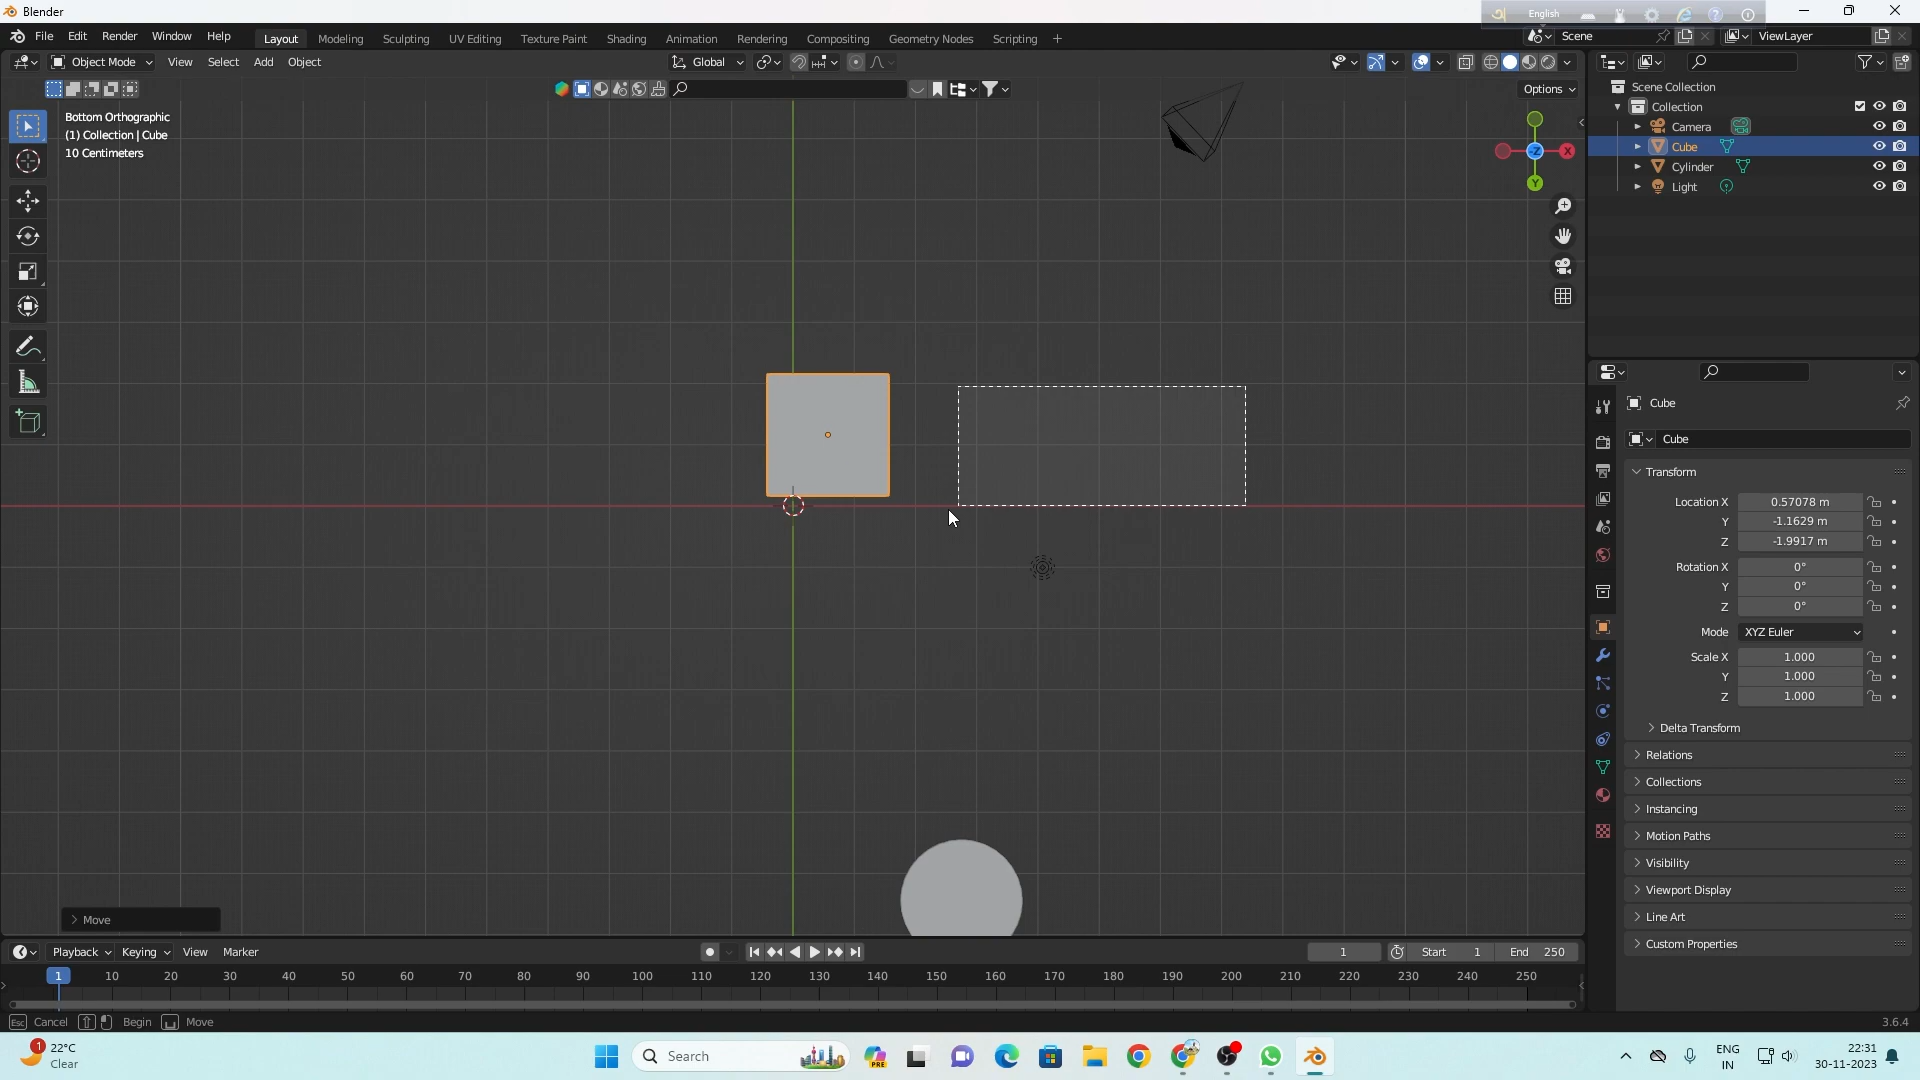 Blender
English
File Edit Render Window Help Layout Modeling Sculpting UV Editing Texture Paint Shading Animation Rendering Compositing Geometry Nodes Scripting + Scene ViewLayer
Object Mode View Select Add Object Global
Options
Bottom Orthographic
(1) Collection | Cube
10 Centimeters
X
-Z
Y
Scene Collection
Collection
Camera
Cube
Cylinder
Light
Cube
Cube
Transform
Location X 0.57078 m
Y -1.1629 m
Z -1.9917 m
Rotation X 0°
Y 0°
Z 0°
Mode XYZ Euler
Scale X 1.000
Y 1.000
Z 1.000
Delta Transform
Relations
Collections
Instancing
Motion Paths
Visibility
Viewport Display
Line Art
Custom Properties
Move
Playback Keying View Marker 1 Start 1 End 250
1 10 20 30 40 50 60 70 80 90 100 110 120 130 140 150 160 170 180 190 200 210 220 230 240 250
Esc Cancel Begin Move 3.6.4
1 22°C
Clear
Search
PRE
ENG
IN
22:31
30-11-2023